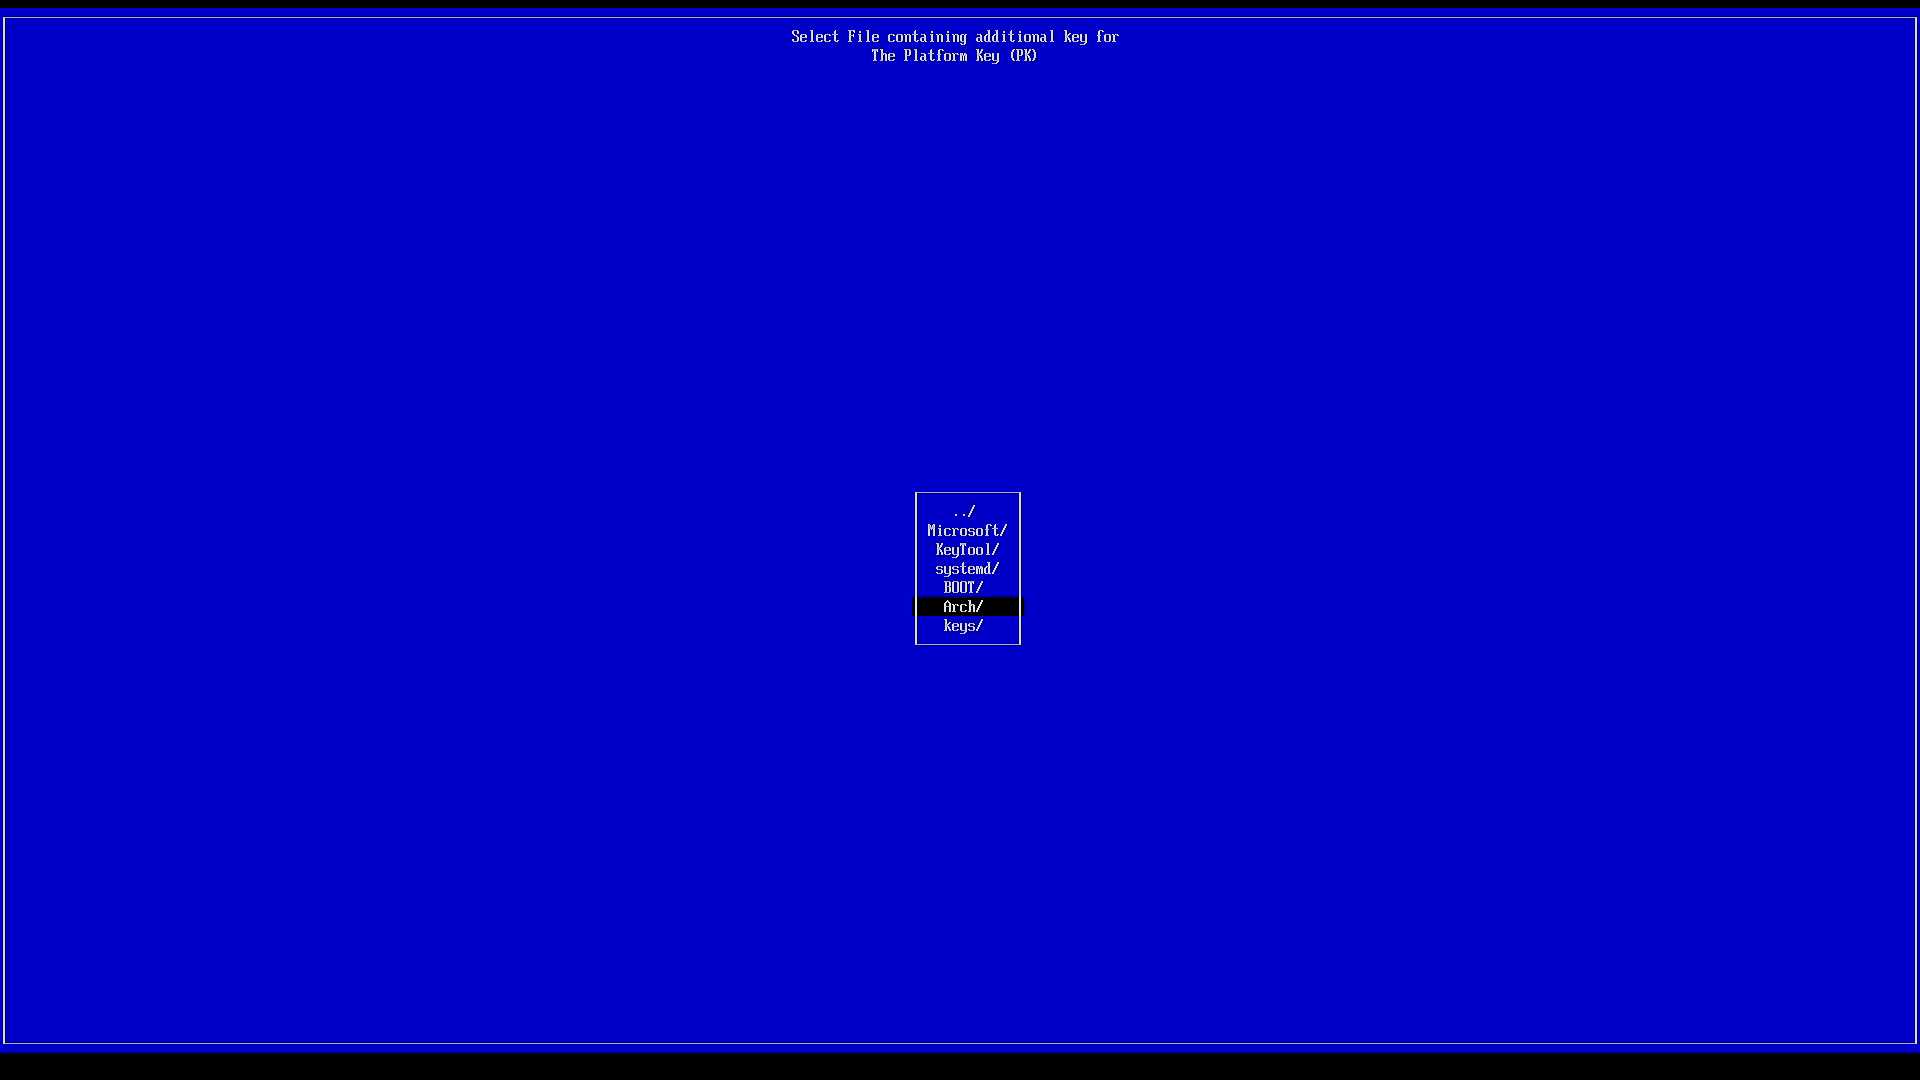 Select File containing additional key for
The Platform Key (PK)
../
Microsoft/
KeyTool/
systemd/
BOOT/
Arch/
keys/